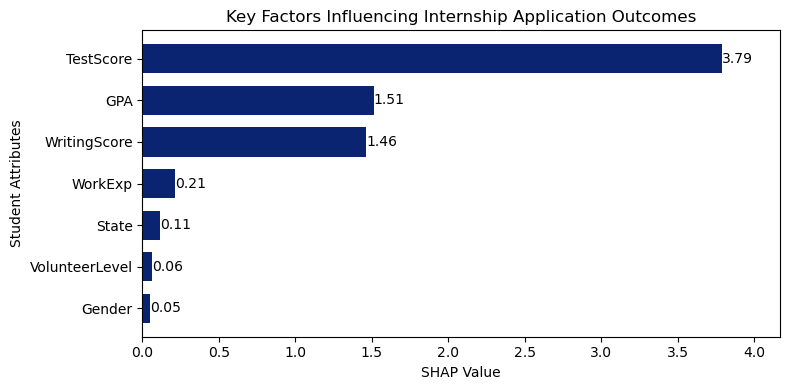 Key Factors Influencing Internship Application Outcomes
Student Attributes
TestScore 3.79
GPA 1.51
WritingScore 1.46
WorkExp 0.21
State 0.11
VolunteerLevel 0.06
Gender 0.05
0.0 0.5 1.0 1.5 2.0 2.5 3.0 3.5 4.0
SHAP Value